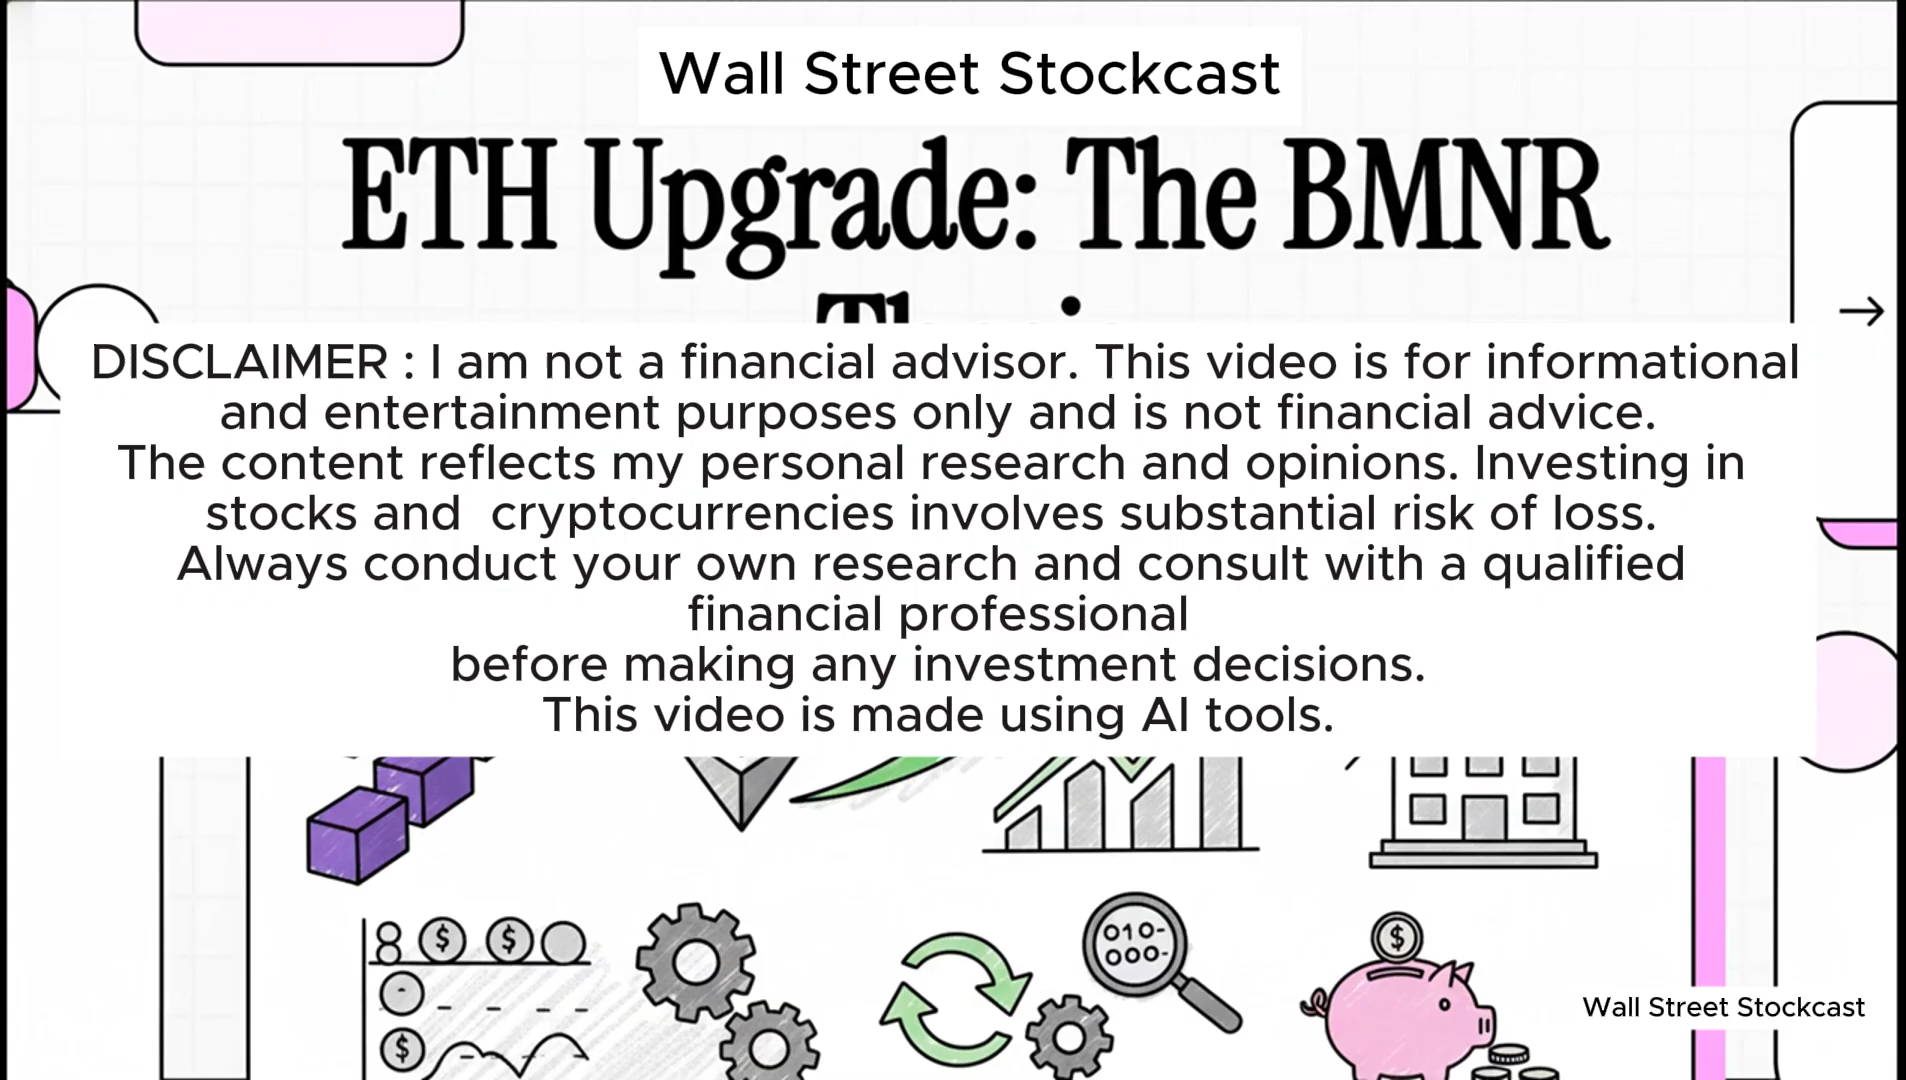 Wall Street Stockcast
ETH Upgrade: The BMNR
DISCLAIMER : I am not a financial advisor. This video is for informational
and entertainment purposes only and is not financial advice.
The content reflects my personal research and opinions. Investing in
stocks and  cryptocurrencies involves substantial risk of loss.
Always conduct your own research and consult with a qualified
financial professional
before making any investment decisions.
This video is made using AI tools.
$ $
010-
000-
$
$
Wall Street Stockcast